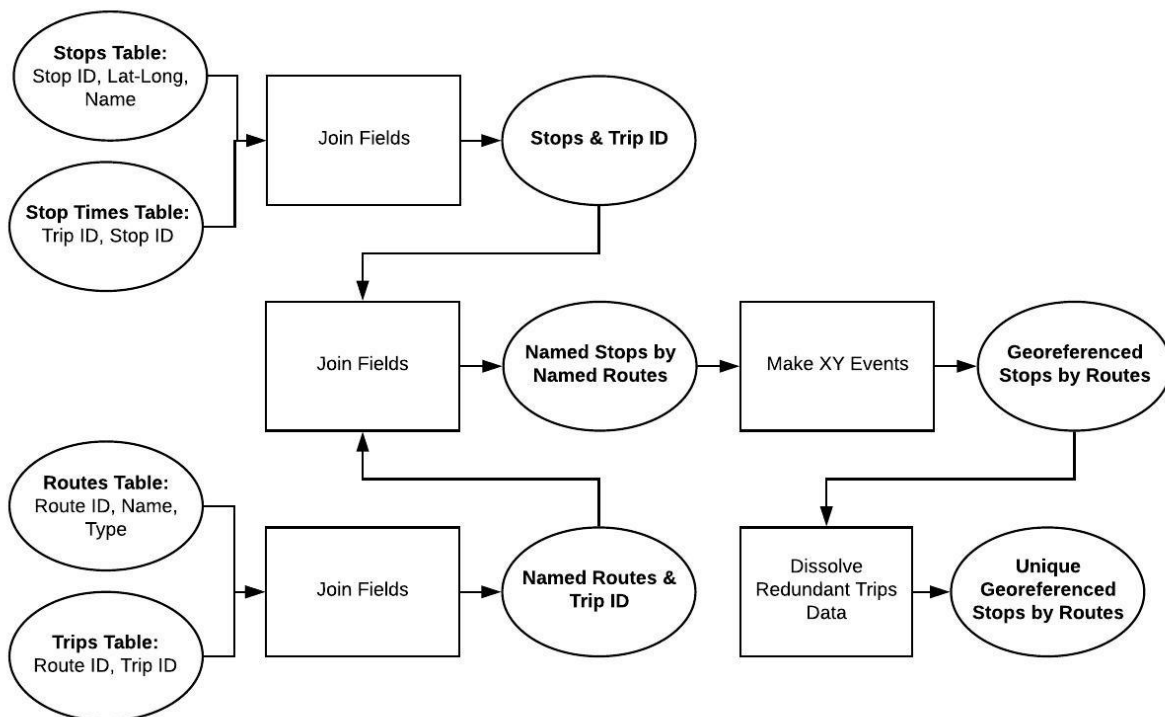 Stops Table:
Stop ID, Lat-Long,
Name
Join Fields
Stops & Trip ID
Stop Times Table:
Trip ID, Stop ID
Join Fields
Named Stops by
Named Routes
Make XY Events
Georeferenced
Stops by Routes
Routes Table:
Route ID, Name,
Type
Join Fields
Named Routes &
Trip ID
Dissolve
Redundant Trips
Data
Unique
Georeferenced
Stops by Routes
Trips Table:
Route ID, Trip ID